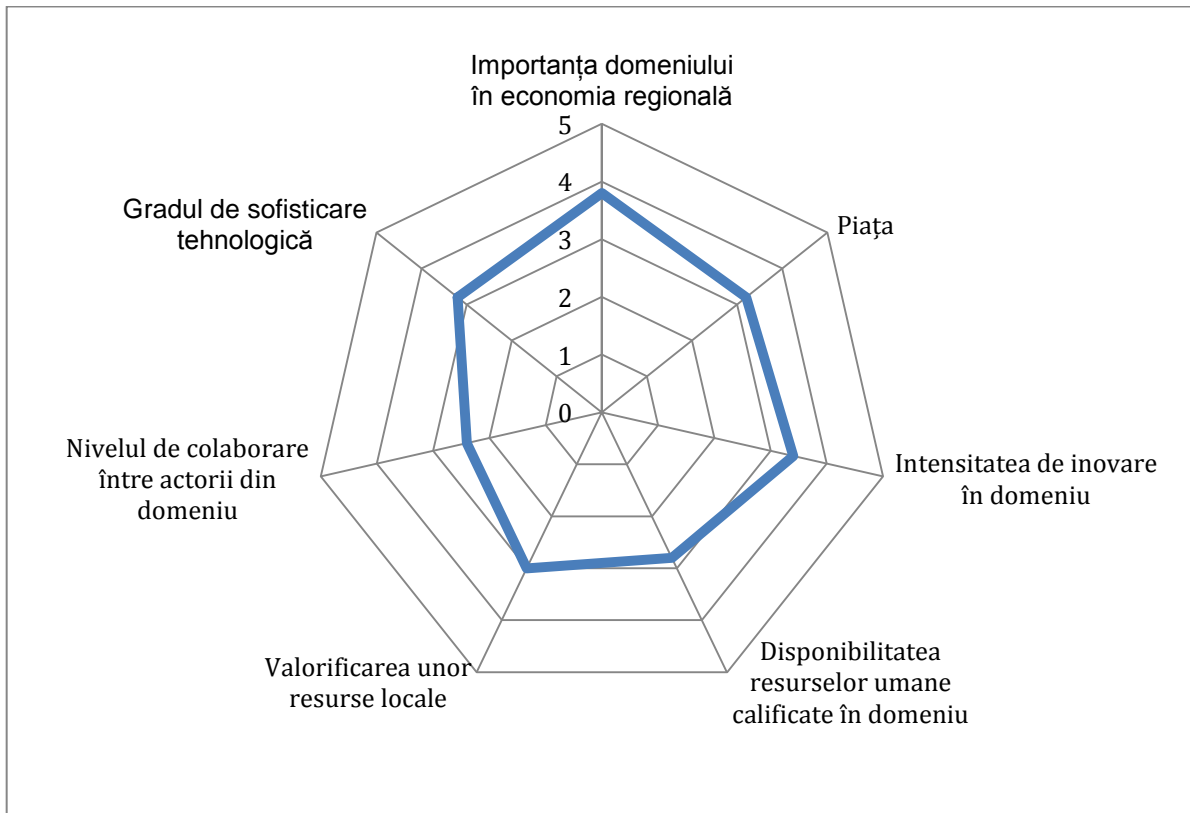 Importanța domeniului
în economia regională
5
4
3
2
1
0
Piața
Intensitatea de inovare
în domeniu
Disponibilitatea
resurselor umane
calificate în domeniu
Valorificarea unor
resurse locale
Nivelul de colaborare
între actorii din
domeniu
Gradul de sofisticare
tehnologică